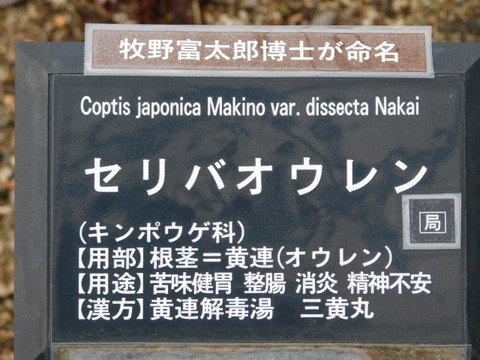 牧野富太郎博士が命名
Coptis japonica Makino var. dissecta Nakai
セリバオウレン
局
(キンポウゲ科)
【用部】根茎=黄連(オウレン)
【用途】苦味健胃 整腸 消炎 精神不安
【漢方】黄連解毒湯 三黄丸